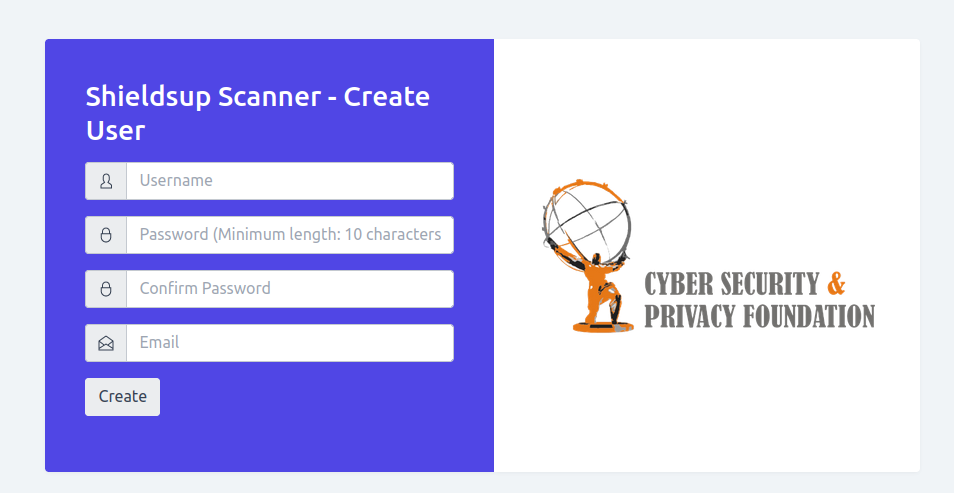 Shieldsup Scanner - Create
User
Username
Password (Minimum length: 10 characters
Confirm Password
Email
Create
CYBER SECURITY &
PRIVACY FOUNDATION